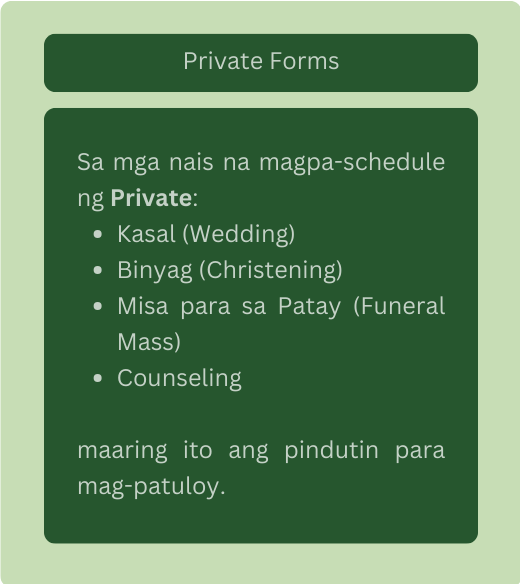 Private Forms
Sa mga nais na magpa-schedule
ng Private:
• Kasal (Wedding)
• Binyag (Christening)
• Misa para sa Patay (Funeral
Mass)
• Counseling
maaring ito ang pindutin para
mag-patuloy.